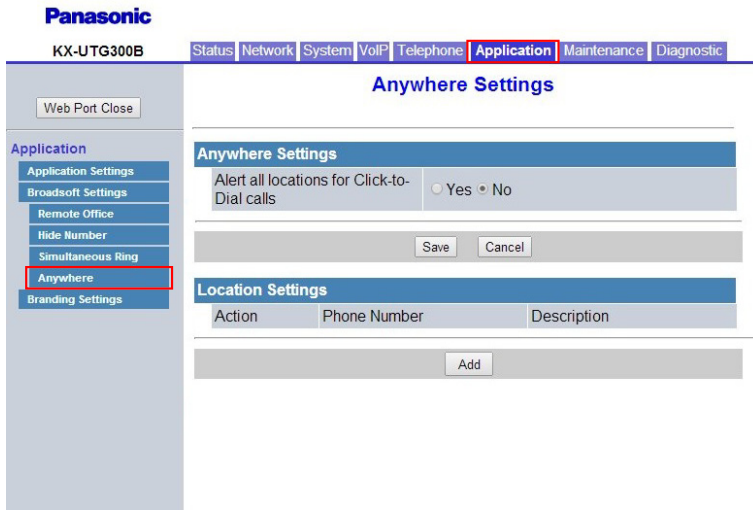 Panasonic
KX-UTG300B
Status Network System VoIP Telephone Application Maintenance Diagnostic
Web Port Close
Application
Application Settings
Broadsoft Settings
Remote Office
Hide Number
Simultaneous Ring
Anywhere
Branding Settings
Anywhere Settings
Anywhere Settings
Alert all locations for Click-to-
Dial calls
Yes No
Save Cancel
Location Settings
Action Phone Number Description
Add